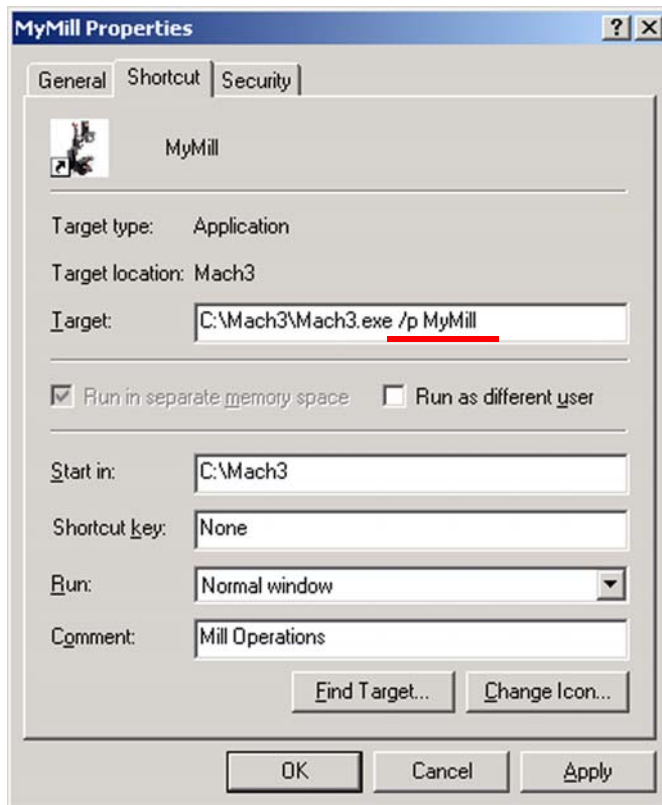 MyMill Properties
General Shortcut Security
MyMill
Target type: Application
Target location: Mach3
Target: C:\Mach3\Mach3.exe /p MyMill
Run in separate memory space Run as different user
Start in: C:\Mach3
Shortcut key: None
Run: Normal window
Comment: Mill Operations
Find Target... Change Icon...
OK Cancel Apply